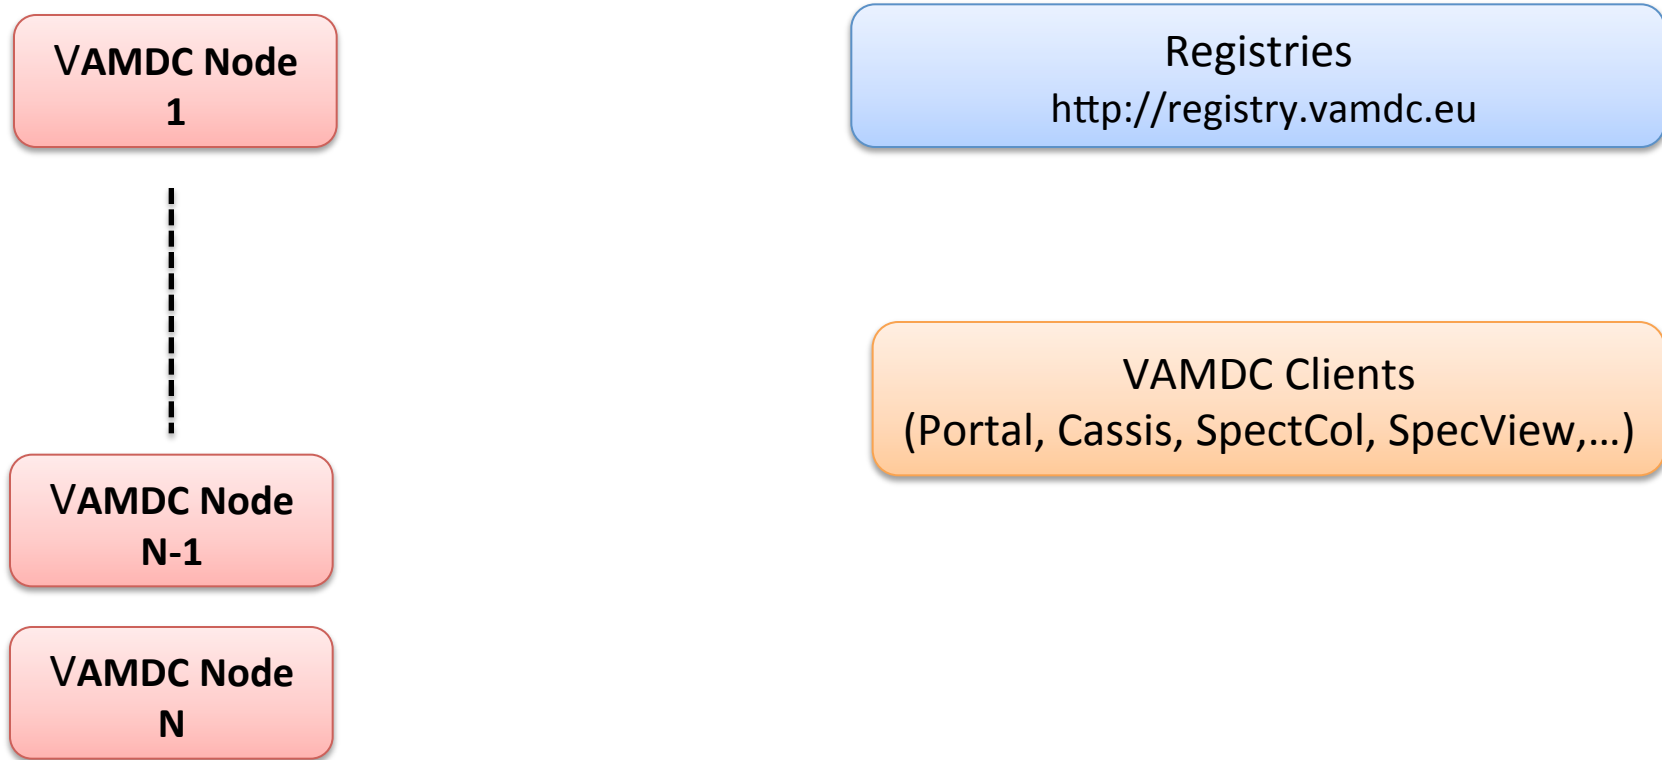 VAMDC Node
1
Registries
http://registry.vamdc.eu
VAMDC Clients
(Portal, Cassis, SpectCol, SpecView,...)
VAMDC Node
N-1
VAMDC Node
N